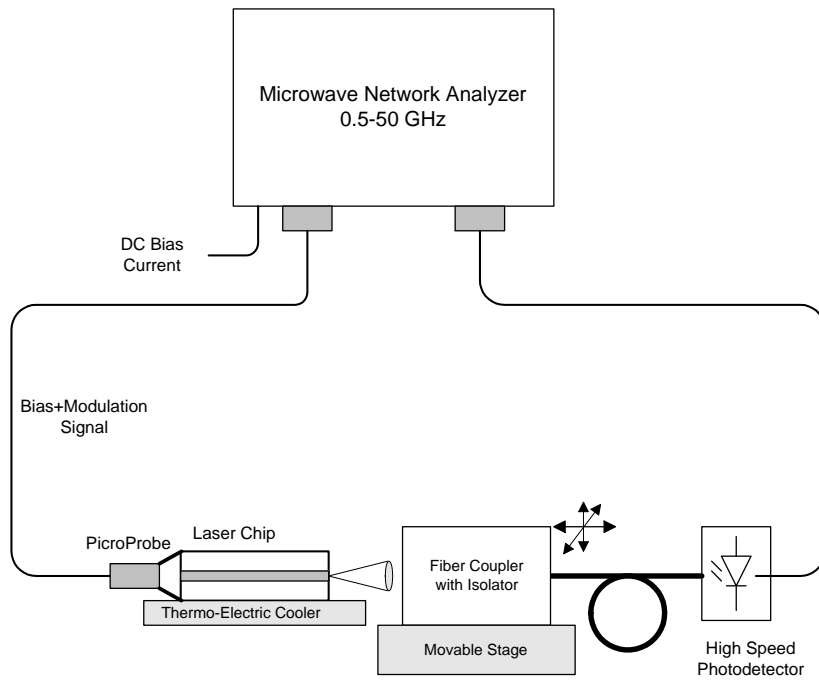 Microwave Network Analyzer
0.5-50 GHz
DC Bias
Current
Bias+Modulation
Signal
PicroProbe
Laser Chip
Thermo-Electric Cooler
Fiber Coupler
with Isolator
Movable Stage
High Speed
Photodetector